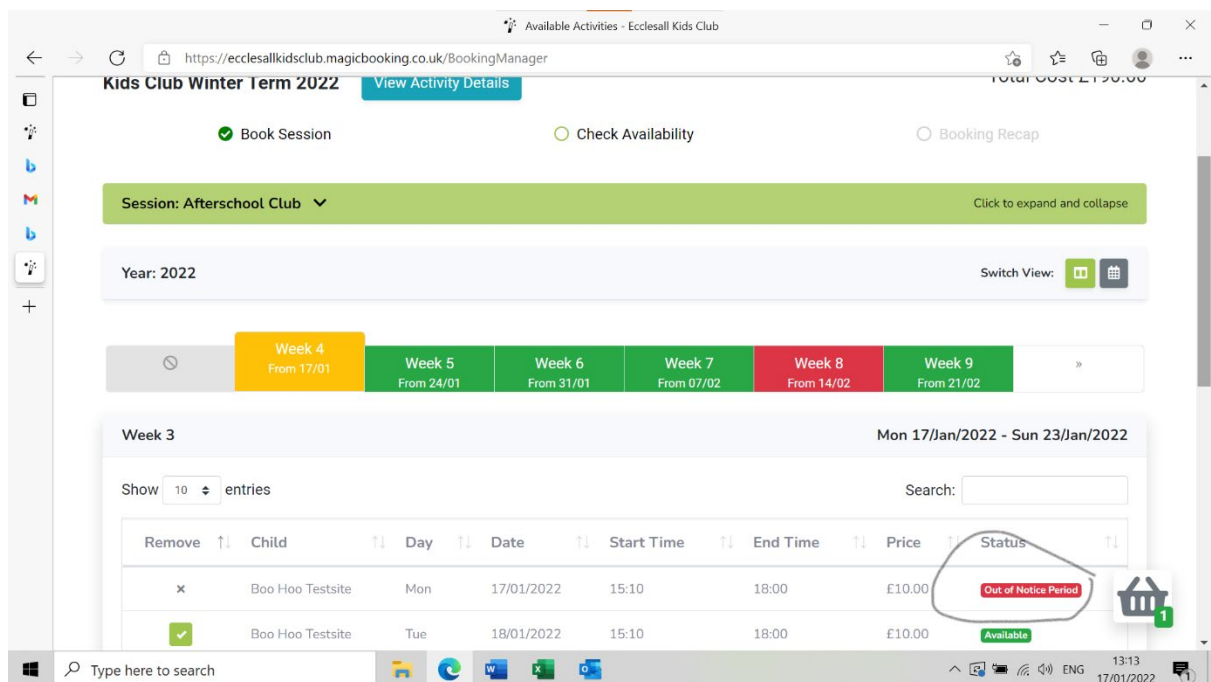 Available Activities - Ecclesall Kids Club
https://ecclesallkidsclub.magicbooking.co.uk/BookingManager
Kids Club Winter Term 2022 View Activity Details Total Cost £190.00
Book Session Check Availability Booking Recap
Session: Afterschool Club Click to expand and collapse
Year: 2022 Switch View:
Week 4 Week 5 Week 6 Week 7 Week 8 Week 9 »
From 17/01 From 24/01 From 31/01 From 07/02 From 14/02 From 21/02
Week 3 Mon 17/Jan/2022 - Sun 23/Jan/2022
Show 10 entries Search:
Remove Child Day Date Start Time End Time Price Status
× Boo Hoo Testsite Mon 17/01/2022 15:10 18:00 £10.00 Out of Notice Period
Boo Hoo Testsite Tue 18/01/2022 15:10 18:00 £10.00 Available
1
Type here to search ENG 13:13
17/01/2022 1